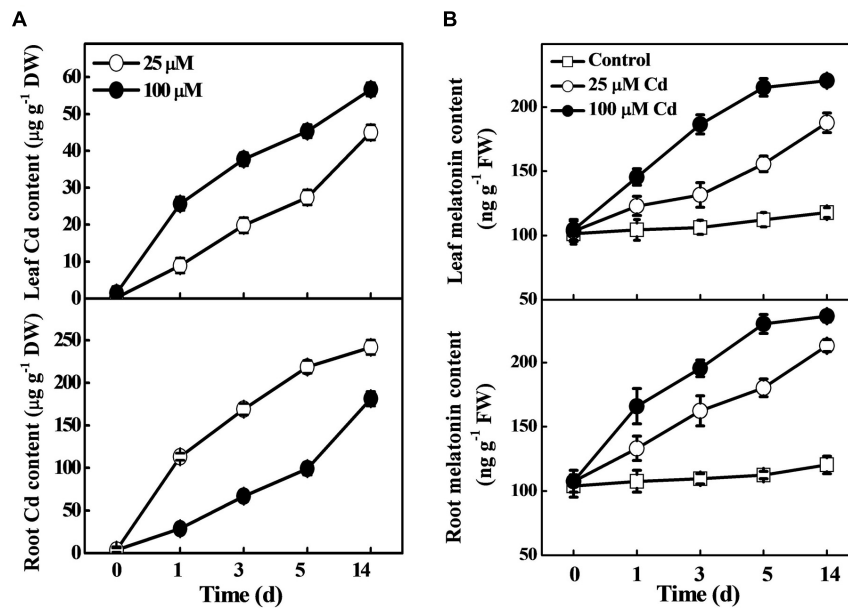 A
Leaf Cd content (µg g⁻¹ DW)
60
50
40
30
20
10
0
25 µM
100 µM
Root Cd content (µg g⁻¹ DW)
250
200
150
100
50
0
0 1 3 5 14
Time (d)
B
Leaf melatonin content
(ng g⁻¹ FW)
200
150
100
50
Control
25 µM Cd
100 µM Cd
Root melatonin content
(ng g⁻¹ FW)
200
150
100
50
0 1 3 5 14
Time (d)